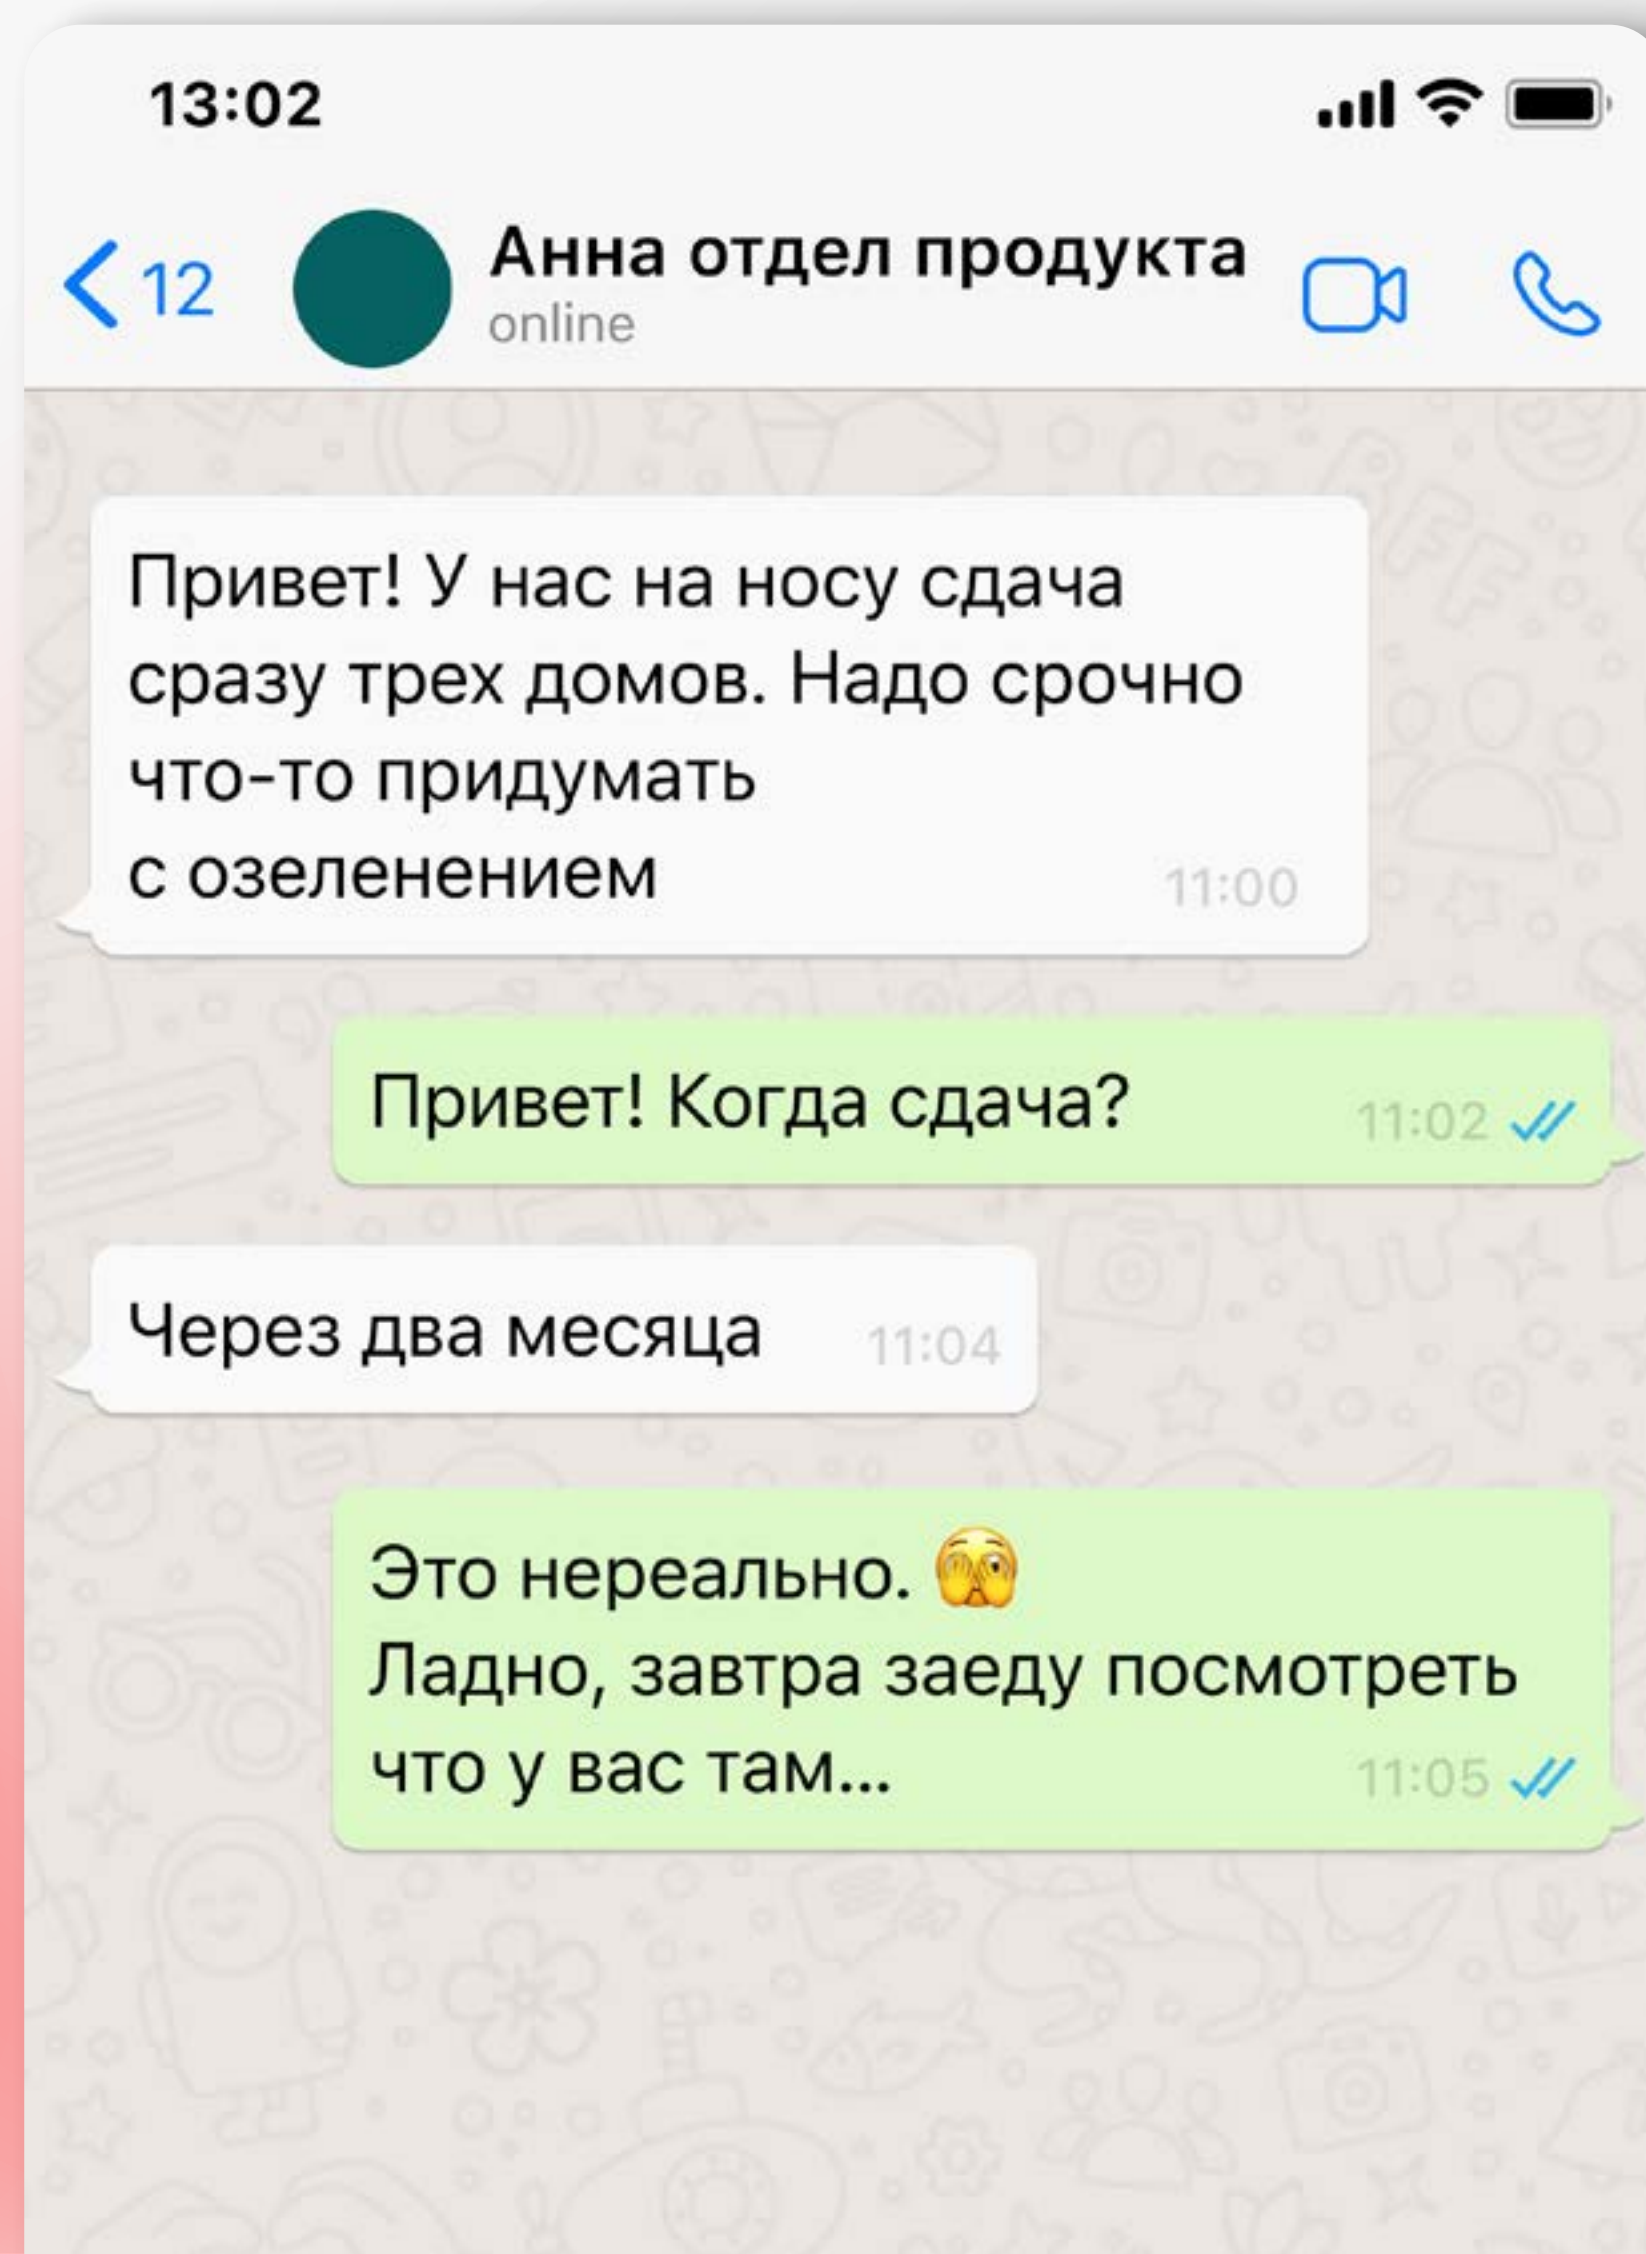 13:02
12
Анна отдел продукта
online
Привет! У нас на носу сдача
сразу трех домов. Надо срочно
что-то придумать
с озеленением
11:00
Привет! Когда сдача?
11:02
Через два месяца
11:04
Это нереально. 🫣
Ладно, завтра заеду посмотреть
что у вас там...
11:05